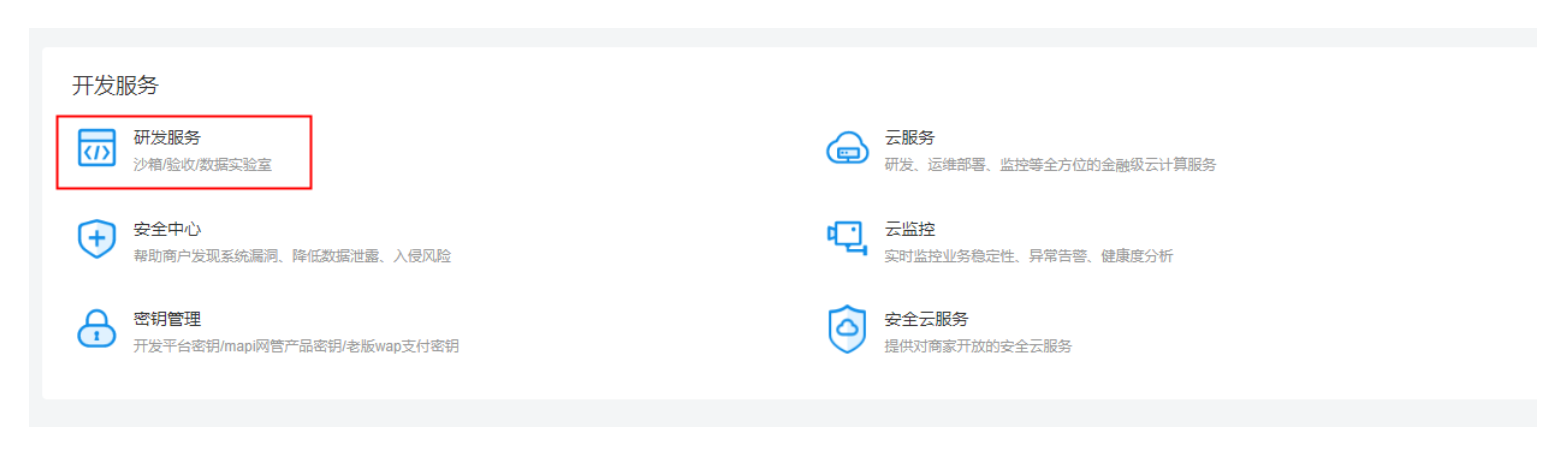 开发服务
研发服务
沙箱/验收/数据实验室
云服务
研发、运维部署、监控等全方位的金融级云计算服务
安全中心
帮助商户发现系统漏洞、降低数据泄露、入侵风险
云监控
实时监控业务稳定性、异常告警、健康度分析
密钥管理
开发平台密钥/mapi网管产品密钥/老版wap支付密钥
安全云服务
提供对商家开放的安全云服务